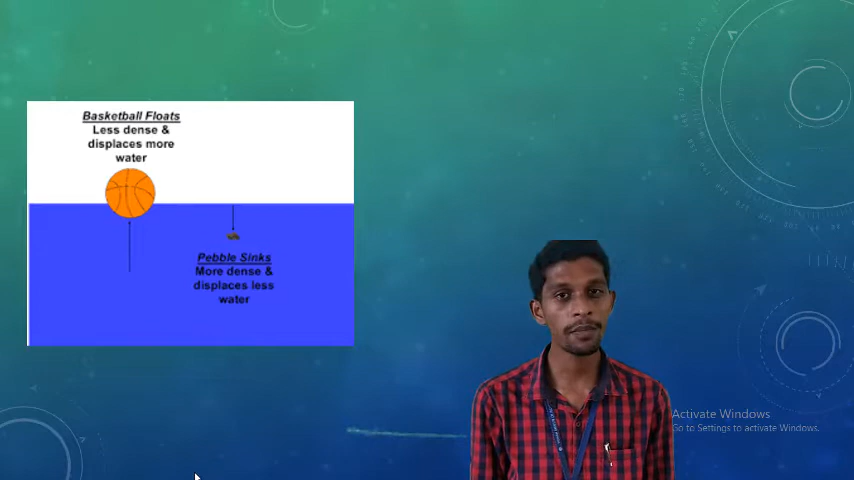 Basketball Floats
Less dense &
displaces more
water
Pebble Sinks
More dense &
displaces less
water
Activate Windows
Go to Settings to activate Windows.